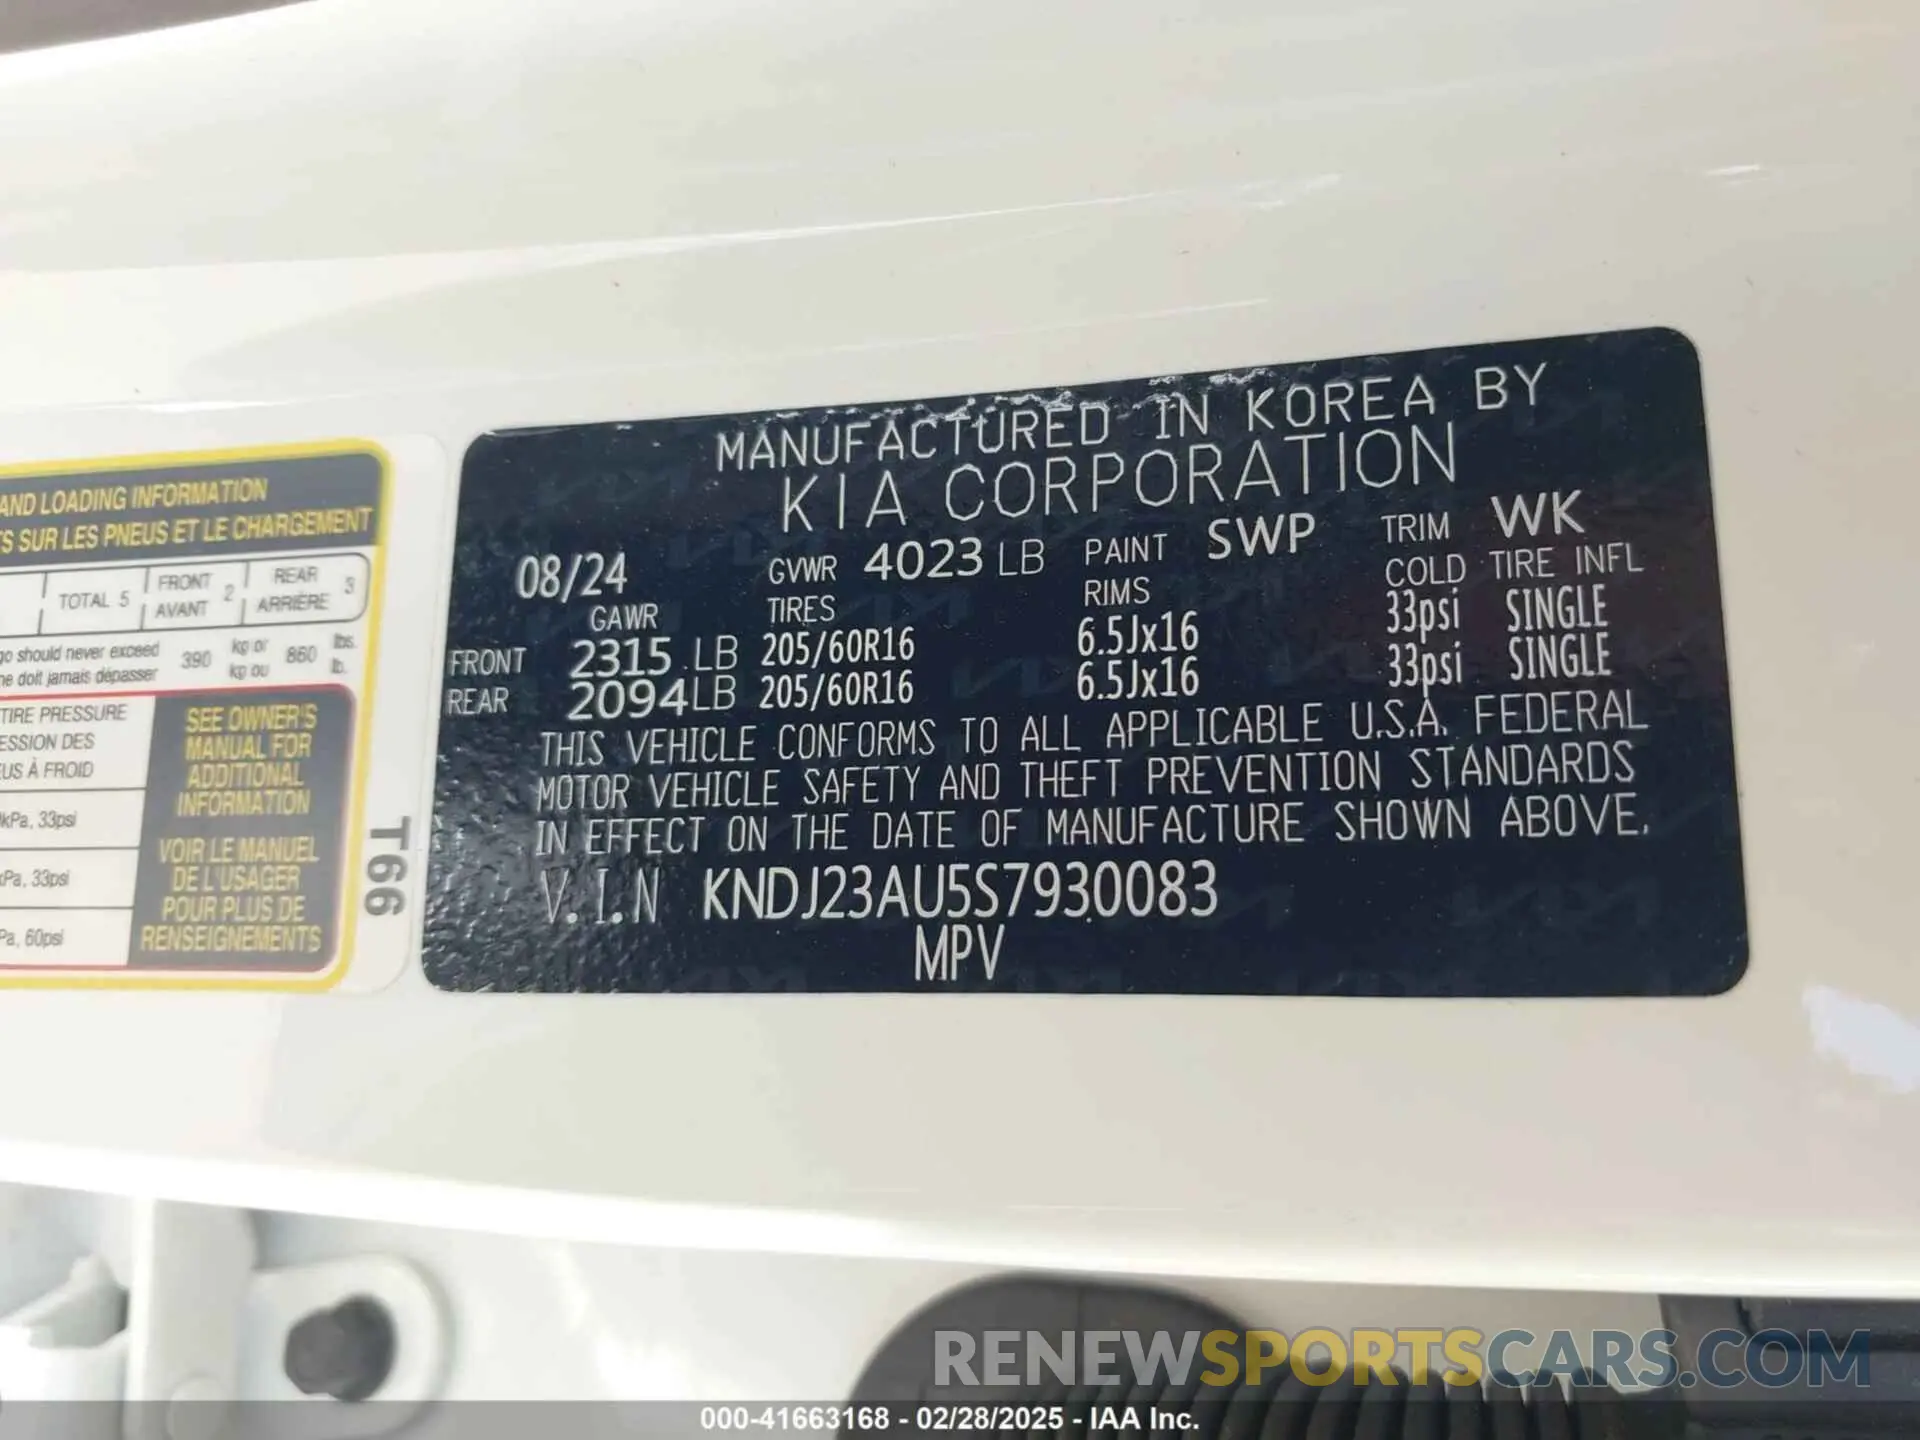 AND LOADING INFORMATION
TS SUR LES PNEUS ET LE CHARGEMENT
TOTAL 5
FRONT
AVANT
2
REAR
ARRIÈRE
3
go should never exceed
ne doit jamais dépasser
390
kg or
kg ou
860
lbs.
lb.
TIRE PRESSURE
ESSION DES
EUS À FROID
kPa, 33psi
kPa, 33psi
Pa, 60psi
SEE OWNER'S
MANUAL FOR
ADDITIONAL
INFORMATION
VOIR LE MANUEL
DE L'USAGER
POUR PLUS DE
RENSEIGNEMENTS
T66
MANUFACTURED IN KOREA BY
KIA CORPORATION
08/24 GVWR 4023 LB PAINT SWP TRIM WK
GAWR TIRES RIMS COLD TIRE INFL
FRONT 2315 LB 205/60R16 6.5Jx16 33psi SINGLE
REAR 2094LB 205/60R16 6.5Jx16 33psi SINGLE
THIS VEHICLE CONFORMS TO ALL APPLICABLE U.S.A. FEDERAL
MOTOR VEHICLE SAFETY AND THEFT PREVENTION STANDARDS
IN EFFECT ON THE DATE OF MANUFACTURE SHOWN ABOVE.
V.I.N KNDJ23AU5S7930083
MPV
RENEWSPORTSCARS.COM
000-41663168 - 02/28/2025 - IAA Inc.